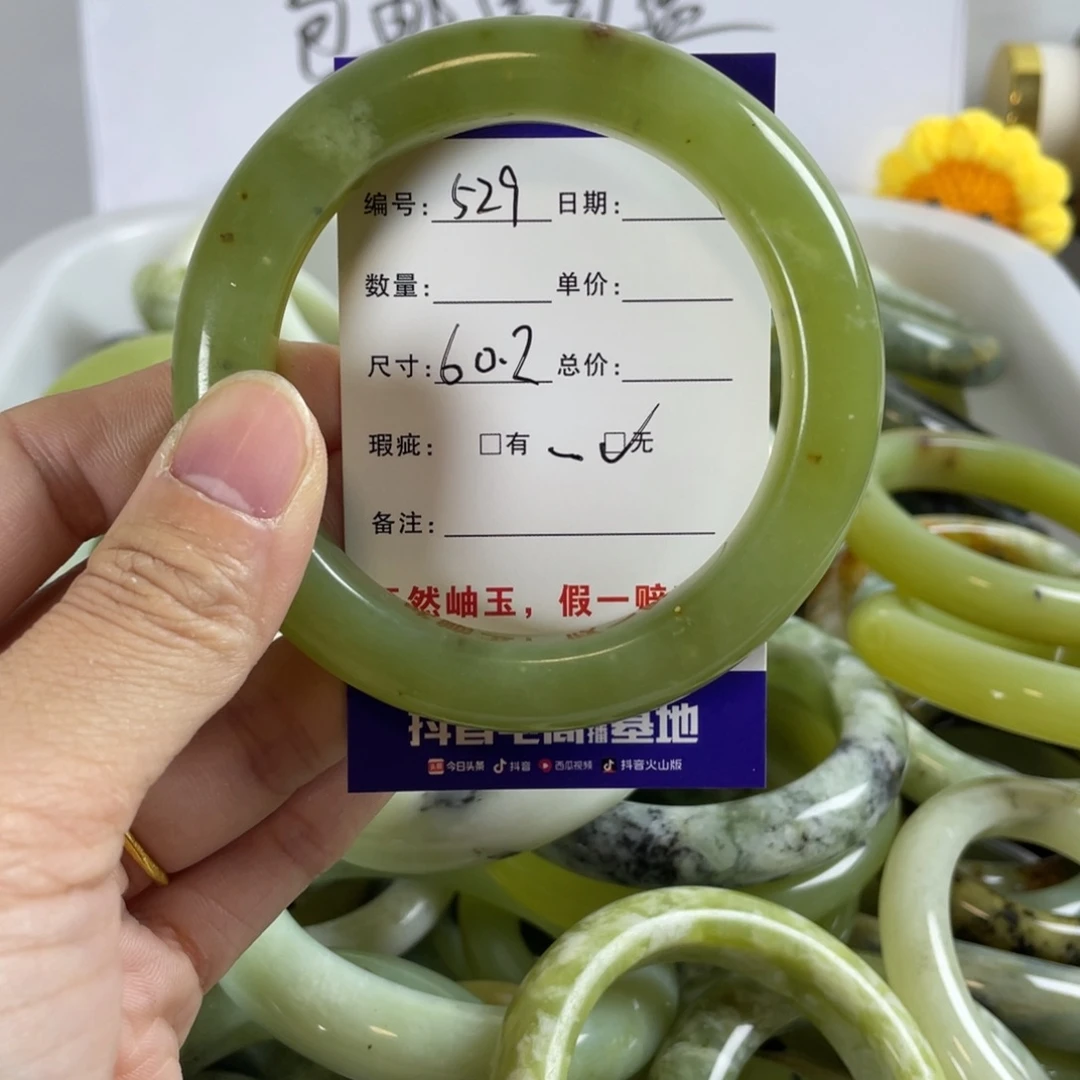 编号: 529 日期:
数量: 单价:
尺寸: 60.2 总价:
瑕疵: □有 ☑无
备注:
然岫玉，假一赔
抖音电商直播基地
今日头条 抖音 西瓜视频 抖音火山版